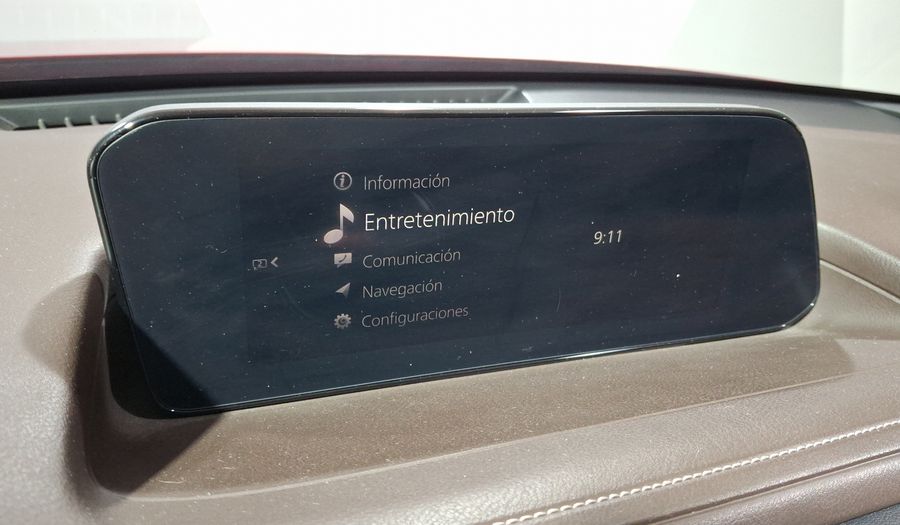 Información
Entretenimiento
9:11
Comunicación
Navegación
Configuraciones